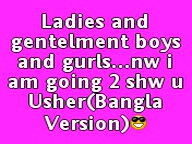 Ladies and
gentelment boys
and gurls...nw i
am going 2 shw u
Usher(Bangla
Version)😎